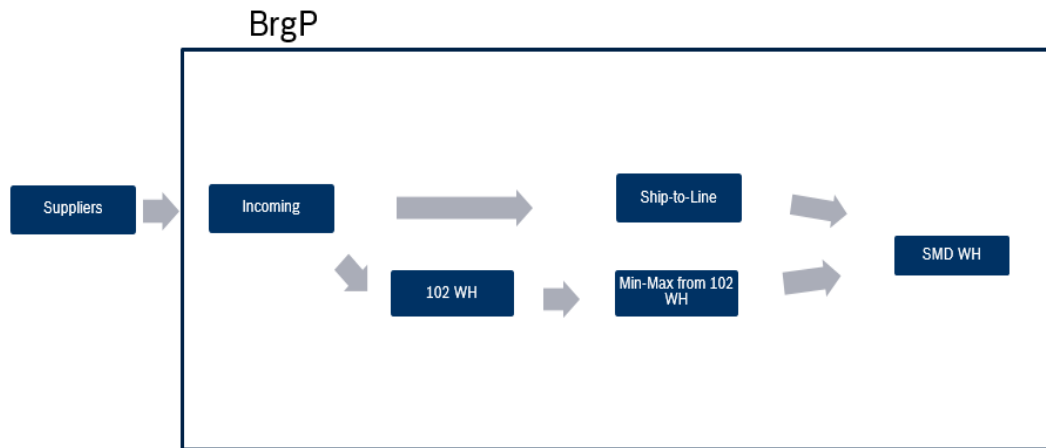 BrgP
Suppliers
Incoming
Ship-to-Line
102 WH
Min-Max from 102
WH
SMD WH